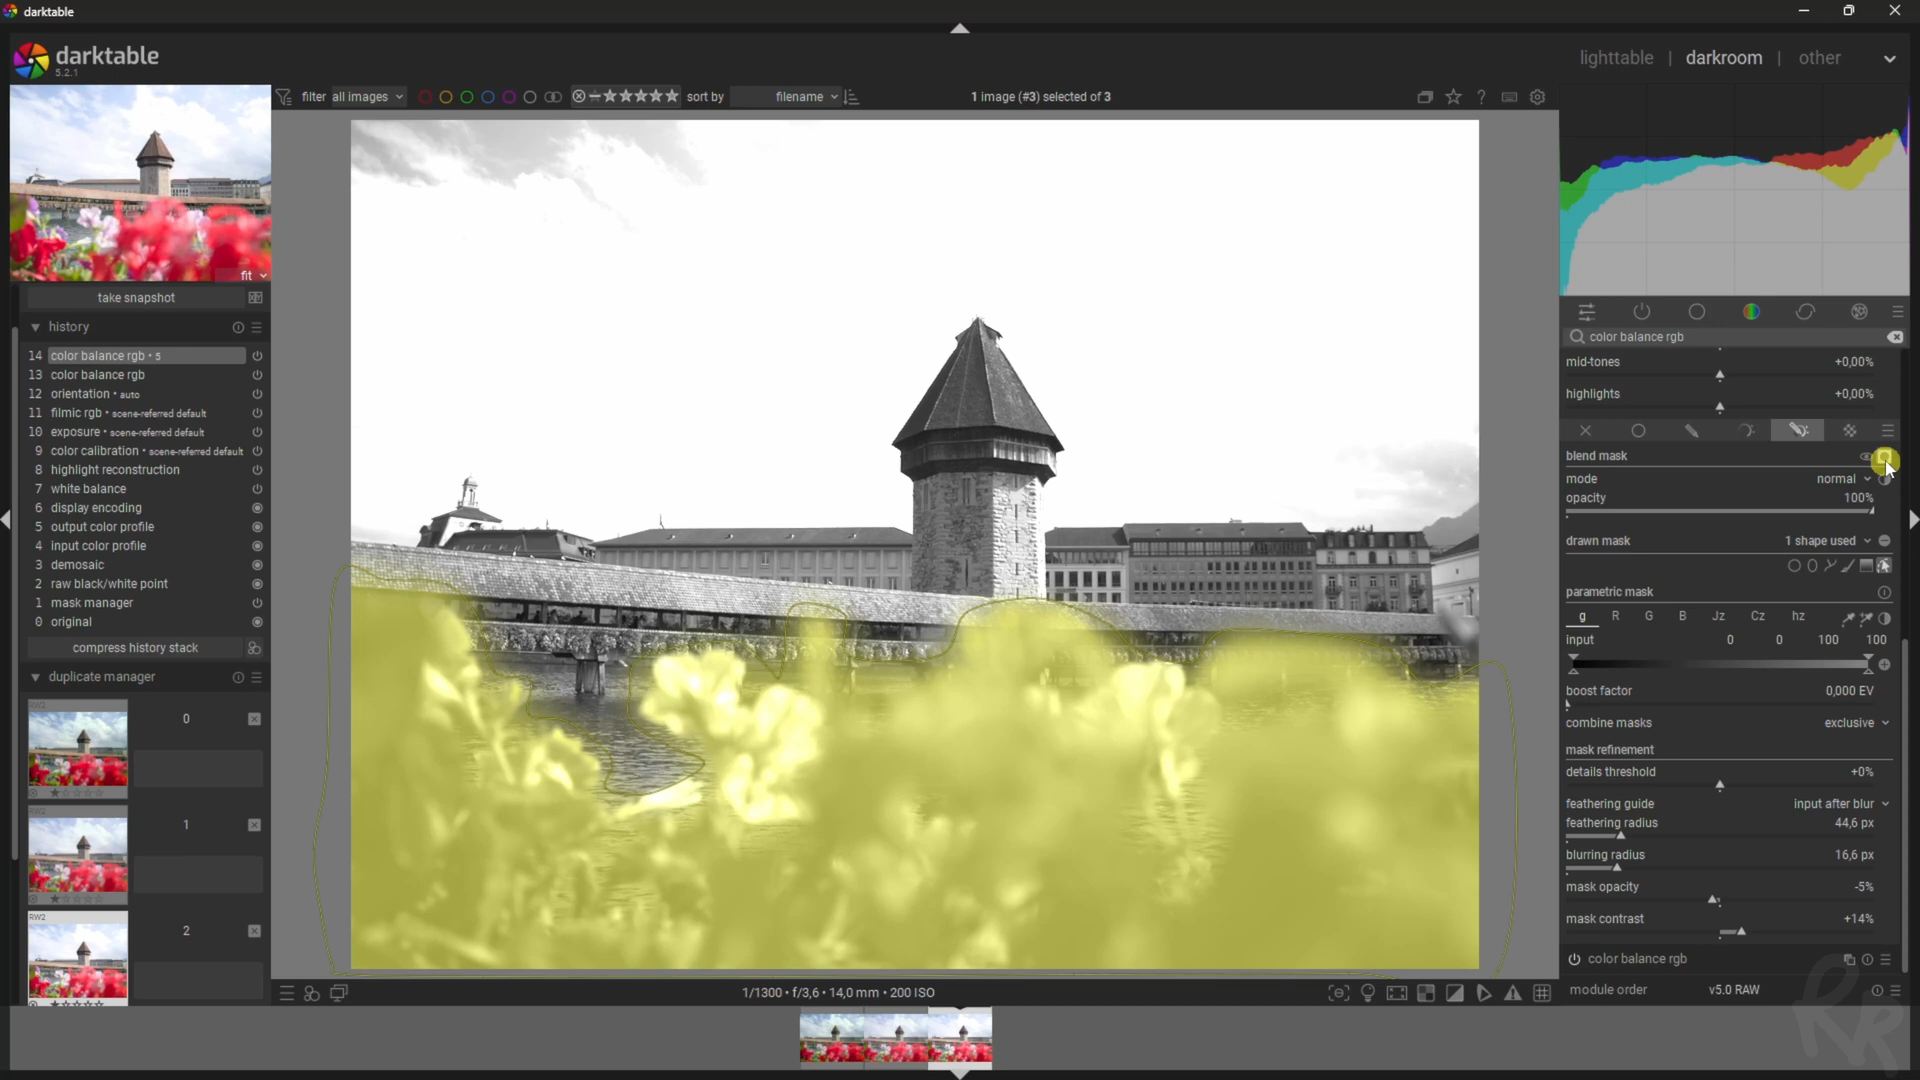 darktable
darktable
5.2.1
lighttable | darkroom | other
filter all images
sort by filename
1 image (#3) selected of 3
fit
take snapshot
history
14 color balance rgb • 5
13 color balance rgb
12 orientation • auto
11 filmic rgb • scene-referred default
10 exposure • scene-referred default
9 color calibration • scene-referred default
8 highlight reconstruction
7 white balance
6 display encoding
5 output color profile
4 input color profile
3 demosaic
2 raw black/white point
1 mask manager
0 original
compress history stack
duplicate manager
RW2
0
1
RW2
2
color balance rgb
mid-tones +0,00%
highlights +0,00%
blend mask
mode normal
opacity 100%
drawn mask 1 shape used
parametric mask
g R G B Jz Cz hz
input 0 0 100 100
boost factor 0,000 EV
combine masks exclusive
mask refinement
details threshold +0%
feathering guide input after blur
feathering radius 44,6 px
blurring radius 16,6 px
mask opacity -5%
mask contrast +14%
color balance rgb
module order v5.0 RAW
1/1300 • f/3,6 • 14,0 mm • 200 ISO